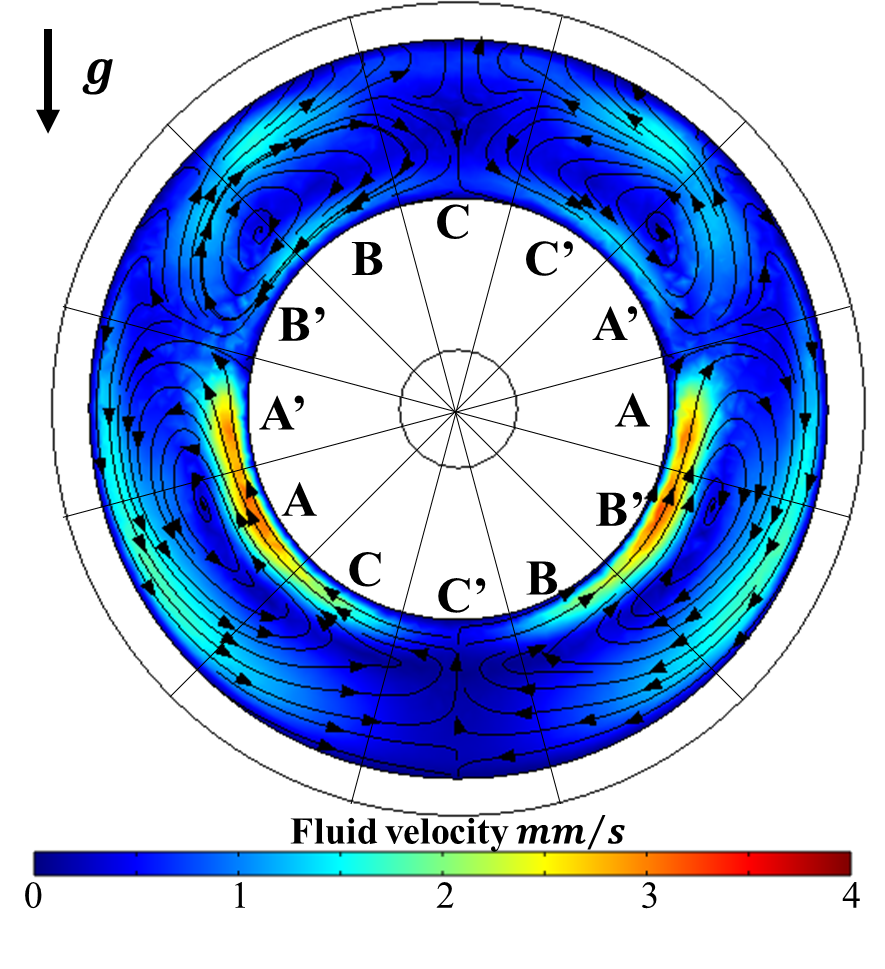 g
C
B
C’
B’
A’
A’
A
A
B’
C
C’
B
Fluid velocity mm/s
0 1 2 3 4